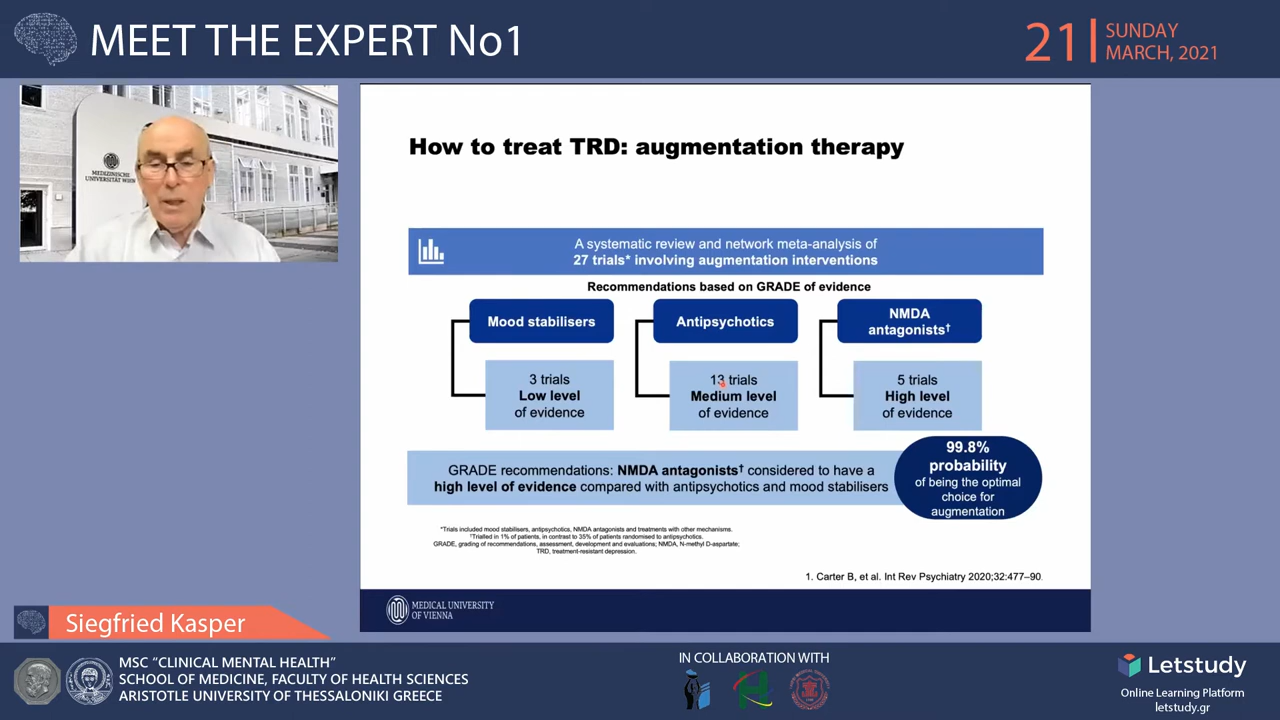 MEET THE EXPERT No1
21
SUNDAY
MARCH, 2021
MEDIZINISCHE
UNIVERSITÄT WIEN
How to treat TRD: augmentation therapy
A systematic review and network meta-analysis of
27 trials* involving augmentation interventions
Recommendations based on GRADE of evidence
Mood stabilisers
3 trials
Low level
of evidence
Antipsychotics
13 trials
Medium level
of evidence
NMDA
antagonists†
5 trials
High level
of evidence
GRADE recommendations: NMDA antagonists† considered to have a
high level of evidence compared with antipsychotics and mood stabilisers
99.8%
probability
of being the optimal
choice for
augmentation
*Trials included mood stabilisers, antipsychotics, NMDA antagonists and treatments with other mechanisms.
†Trialled in 1% of patients, in contrast to 35% of patients randomised to antipsychotics.
GRADE, grading of recommendations, assessment, development and evaluations; NMDA, N-methyl D-aspartate;
TRD, treatment-resistant depression.
1. Carter B, et al. Int Rev Psychiatry 2020;32:477–90.
MEDICAL UNIVERSITY
OF VIENNA
Siegfried Kasper
MSC “CLINICAL MENTAL HEALTH”
SCHOOL OF MEDICINE, FACULTY OF HEALTH SCIENCES
ARISTOTLE UNIVERSITY OF THESSALONIKI GREECE
IN COLLABORATION WITH
Letstudy
Online Learning Platform
letstudy.gr